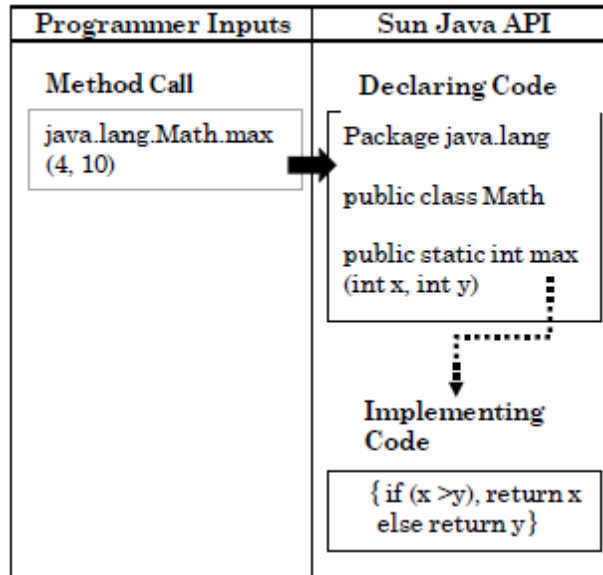 Programmer Inputs
Sun Java API
Method Call
java.lang.Math.max
(4, 10)
Declaring Code
Package java.lang
public class Math
public static int max
(int x, int y)
Implementing
Code
{ if (x >y), return x
else return y}